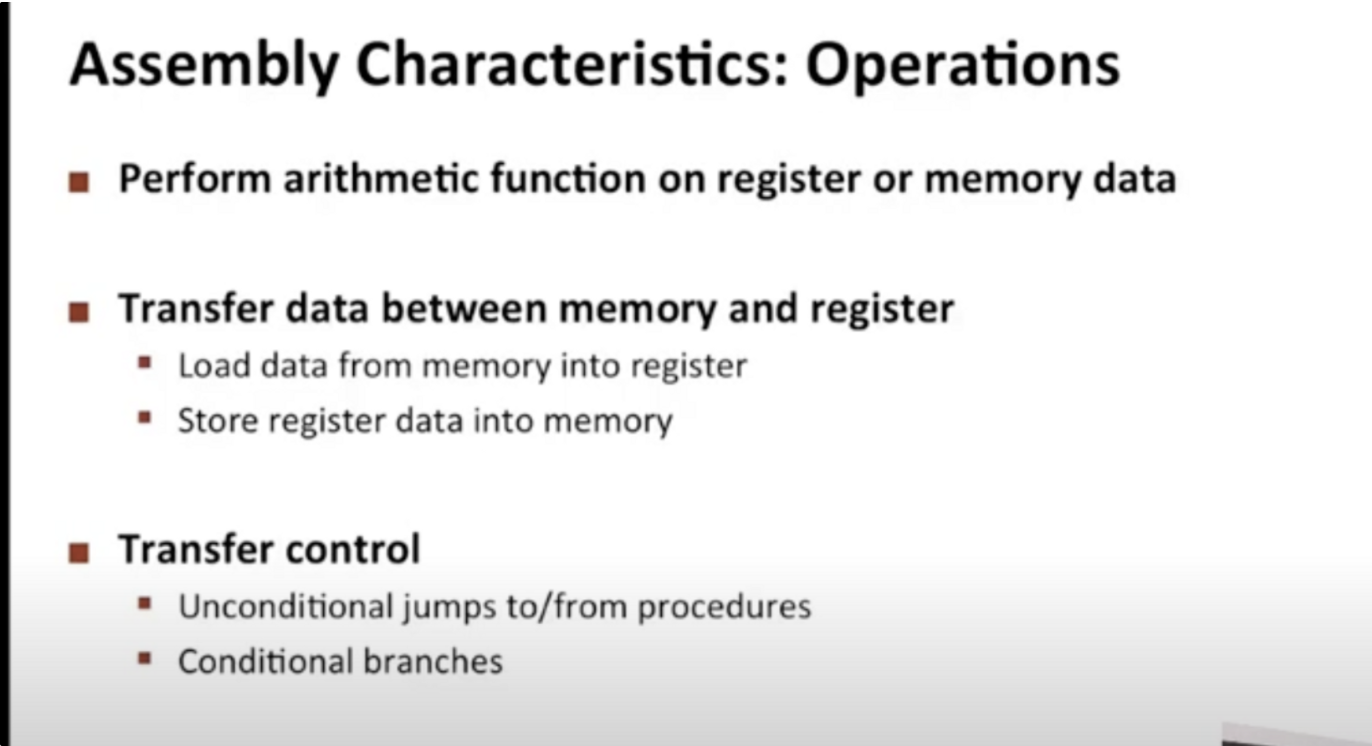 Assembly Characteristics: Operations
Perform arithmetic function on register or memory data
Transfer data between memory and register
Load data from memory into register
Store register data into memory
Transfer control
Unconditional jumps to/from procedures
Conditional branches